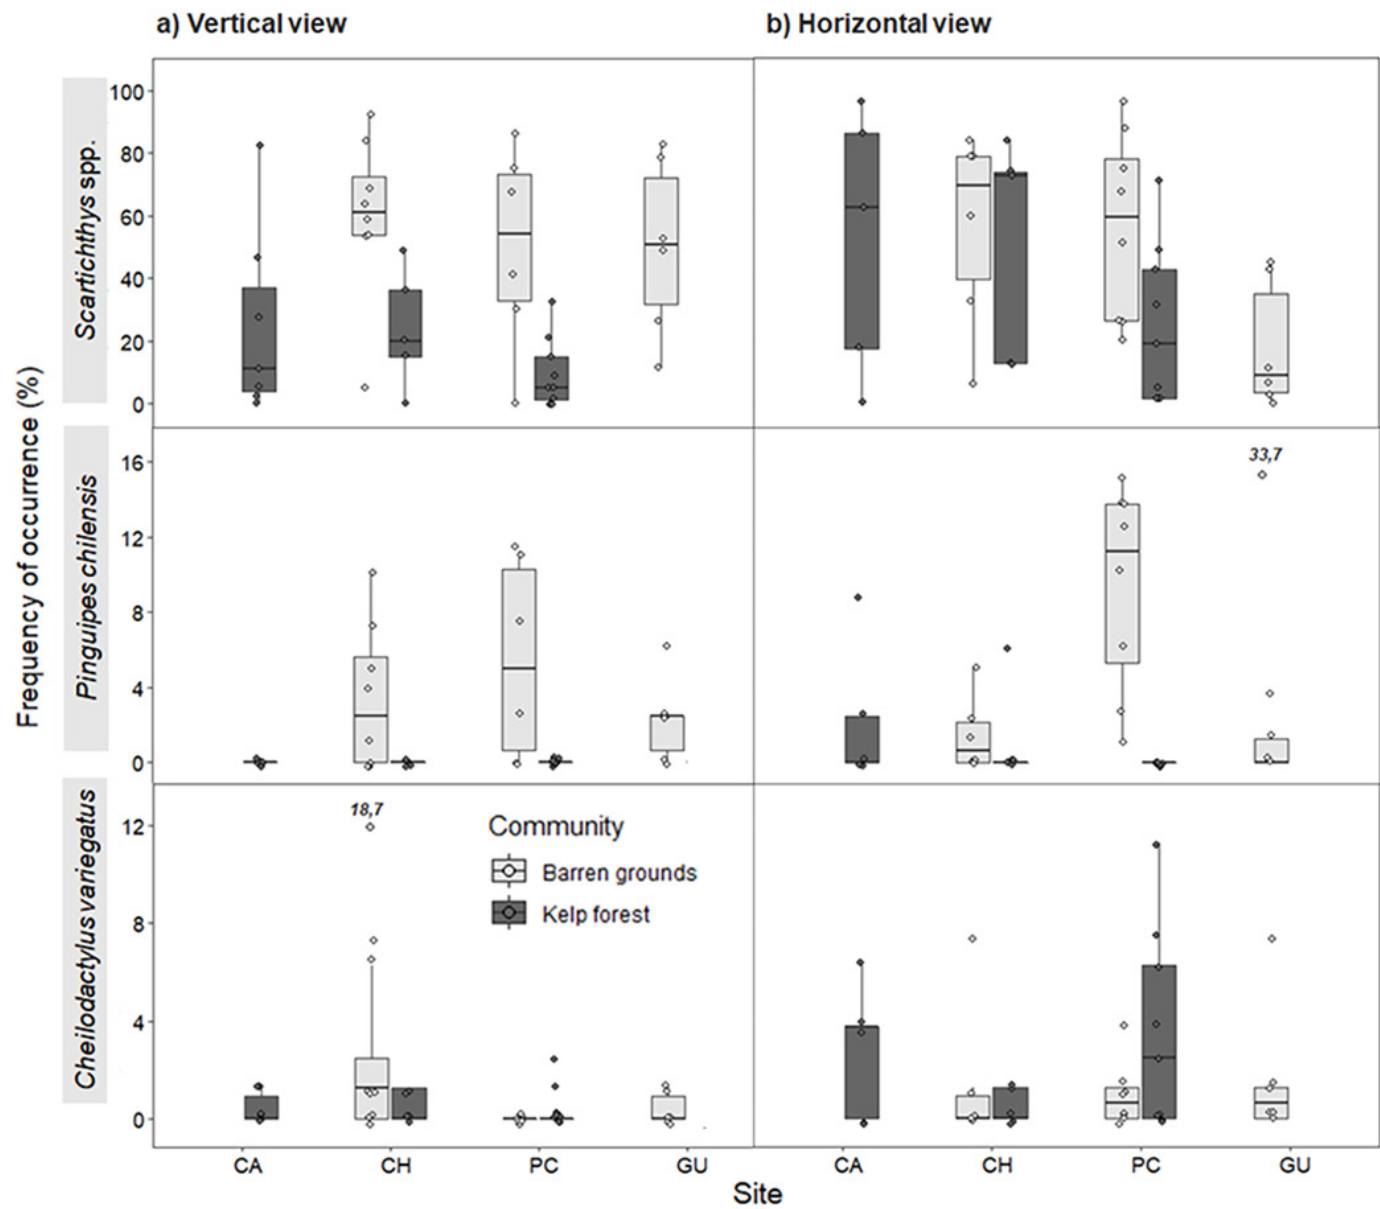 a) Vertical view
b) Horizontal view
Frequency of occurrence (%)
Scartichthys spp.
100
80
60
40
20
0
Pinguipes chilensis
16
12
8
4
0
33,7
Cheilodactylus variegatus
12
8
4
0
18,7
Community
Barren grounds
Kelp forest
CA CH PC GU CA CH PC GU
Site